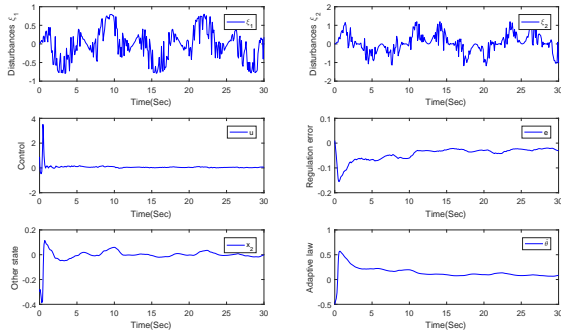 Disturbances ξ1
1
0.5
0
-0.5
-1
ξ1
0 5 10 15 20 25 30
Time(Sec)
Disturbances ξ2
2
1
0
-1
-2
ξ2
0 5 10 15 20 25 30
Time(Sec)
Control
4
2
0
-2
u
0 5 10 15 20 25 30
Time(Sec)
Regulation error
0.1
0
-0.1
-0.2
e
0 5 10 15 20 25 30
Time(Sec)
Other state
0.2
0
-0.2
-0.4
x2
0 5 10 15 20 25 30
Time(Sec)
Adaptive law
1
0.5
0
-0.5
0 5 10 15 20 25 30
Time(Sec)